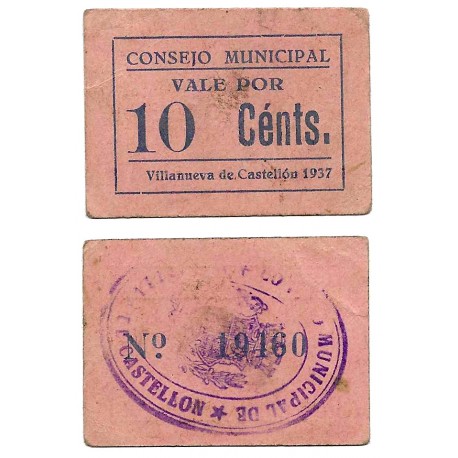 CONSEJO MUNICIPAL
VALE POR
10 Cénts.
Villanueva de Castellón 1937
Nº 19460
MUNICIPAL DE
CASTELLON ★